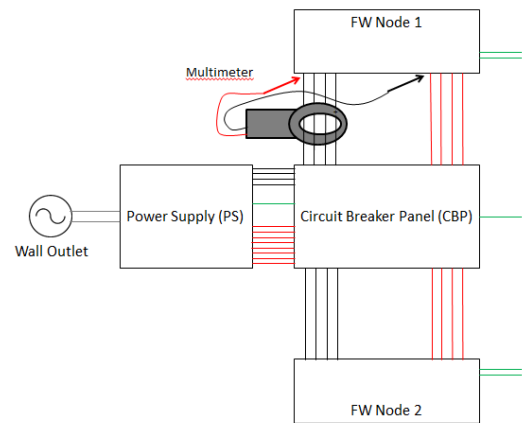 FW Node 1
Multimeter
Power Supply (PS)
Circuit Breaker Panel (CBP)
Wall Outlet
FW Node 2